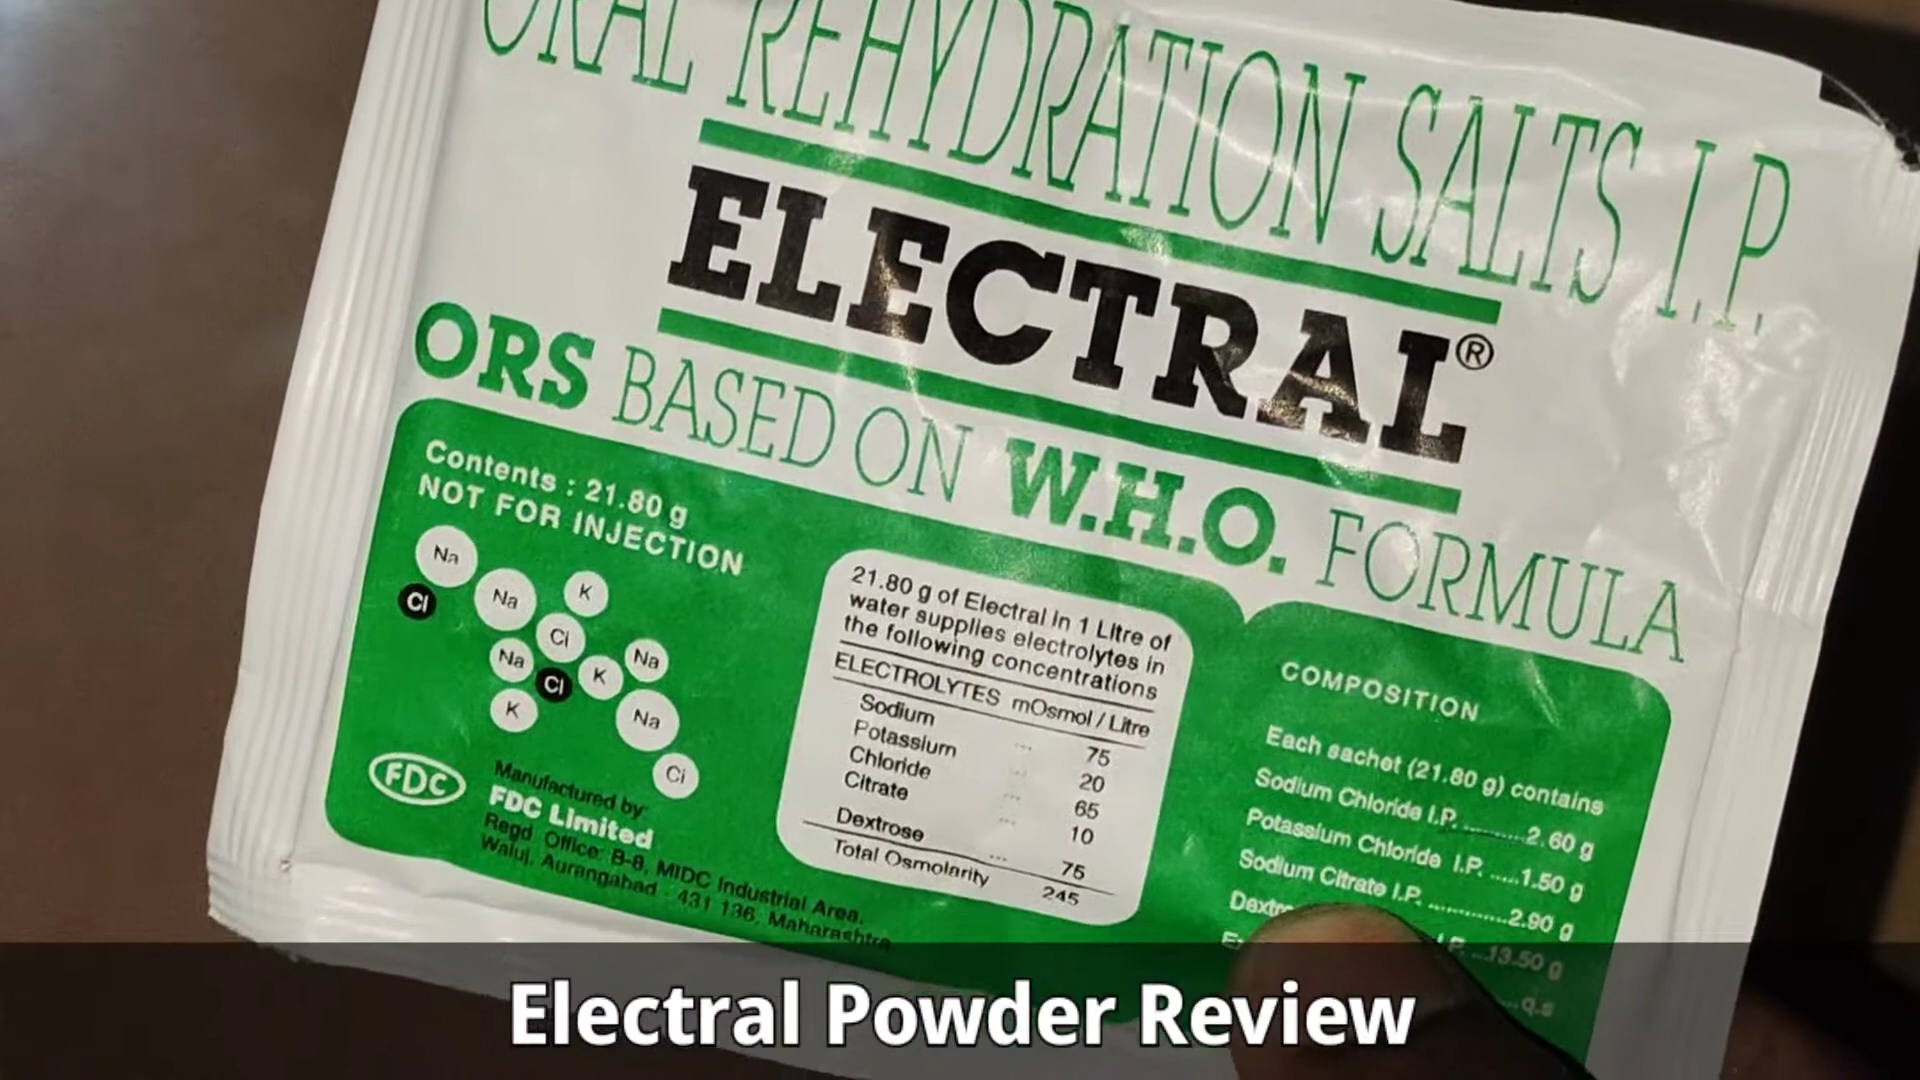 ORAL REHYDRATION SALTS I.P.
ELECTRAL®
ORS BASED ON W.H.O. FORMULA
Contents : 21.80 g
NOT FOR INJECTION
Na
Cl
Na
K
Cl
Na
Na
Cl
K
K
Na
Cl
FDC
Manufactured by:
FDC Limited
Regd. Office: B-8, MIDC Industrial Area,
Waluj, Aurangabad - 431 136, Maharashtra
21.80 g of Electral in 1 Litre of
water supplies electrolytes in
the following concentrations
ELECTROLYTES mOsmol / Litre
Sodium ... 75
Potassium ... 20
Chloride ... 65
Citrate ... 10
Dextrose ... 75
Total Osmolarity 245
COMPOSITION
Each sachet (21.80 g) contains
Sodium Chloride I.P. ..........2.60 g
Potassium Chloride I.P. .....1.50 g
Sodium Citrate I.P. .............2.90 g
I.P. ...13.50 g
...q.s
Electral Powder Review